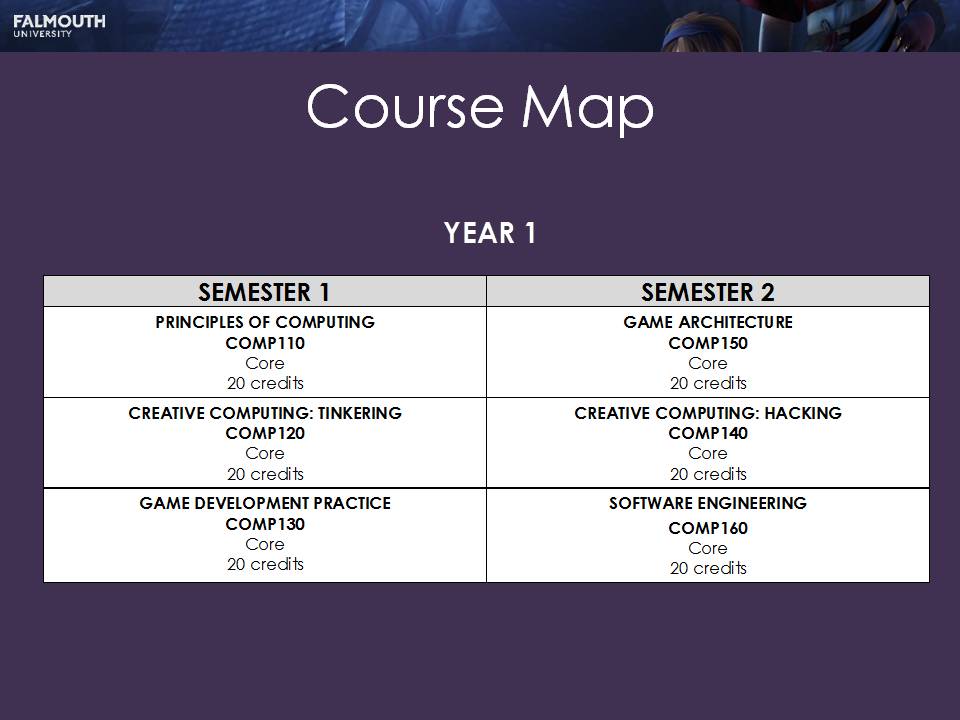 FALMOUTH
UNIVERSITY
Course Map
YEAR 1
SEMESTER 1
SEMESTER 2
PRINCIPLES OF COMPUTING
COMP110
Core
20 credits
GAME ARCHITECTURE
COMP150
Core
20 credits
CREATIVE COMPUTING: TINKERING
COMP120
Core
20 credits
CREATIVE COMPUTING: HACKING
COMP140
Core
20 credits
GAME DEVELOPMENT PRACTICE
COMP130
Core
20 credits
SOFTWARE ENGINEERING
COMP160
Core
20 credits